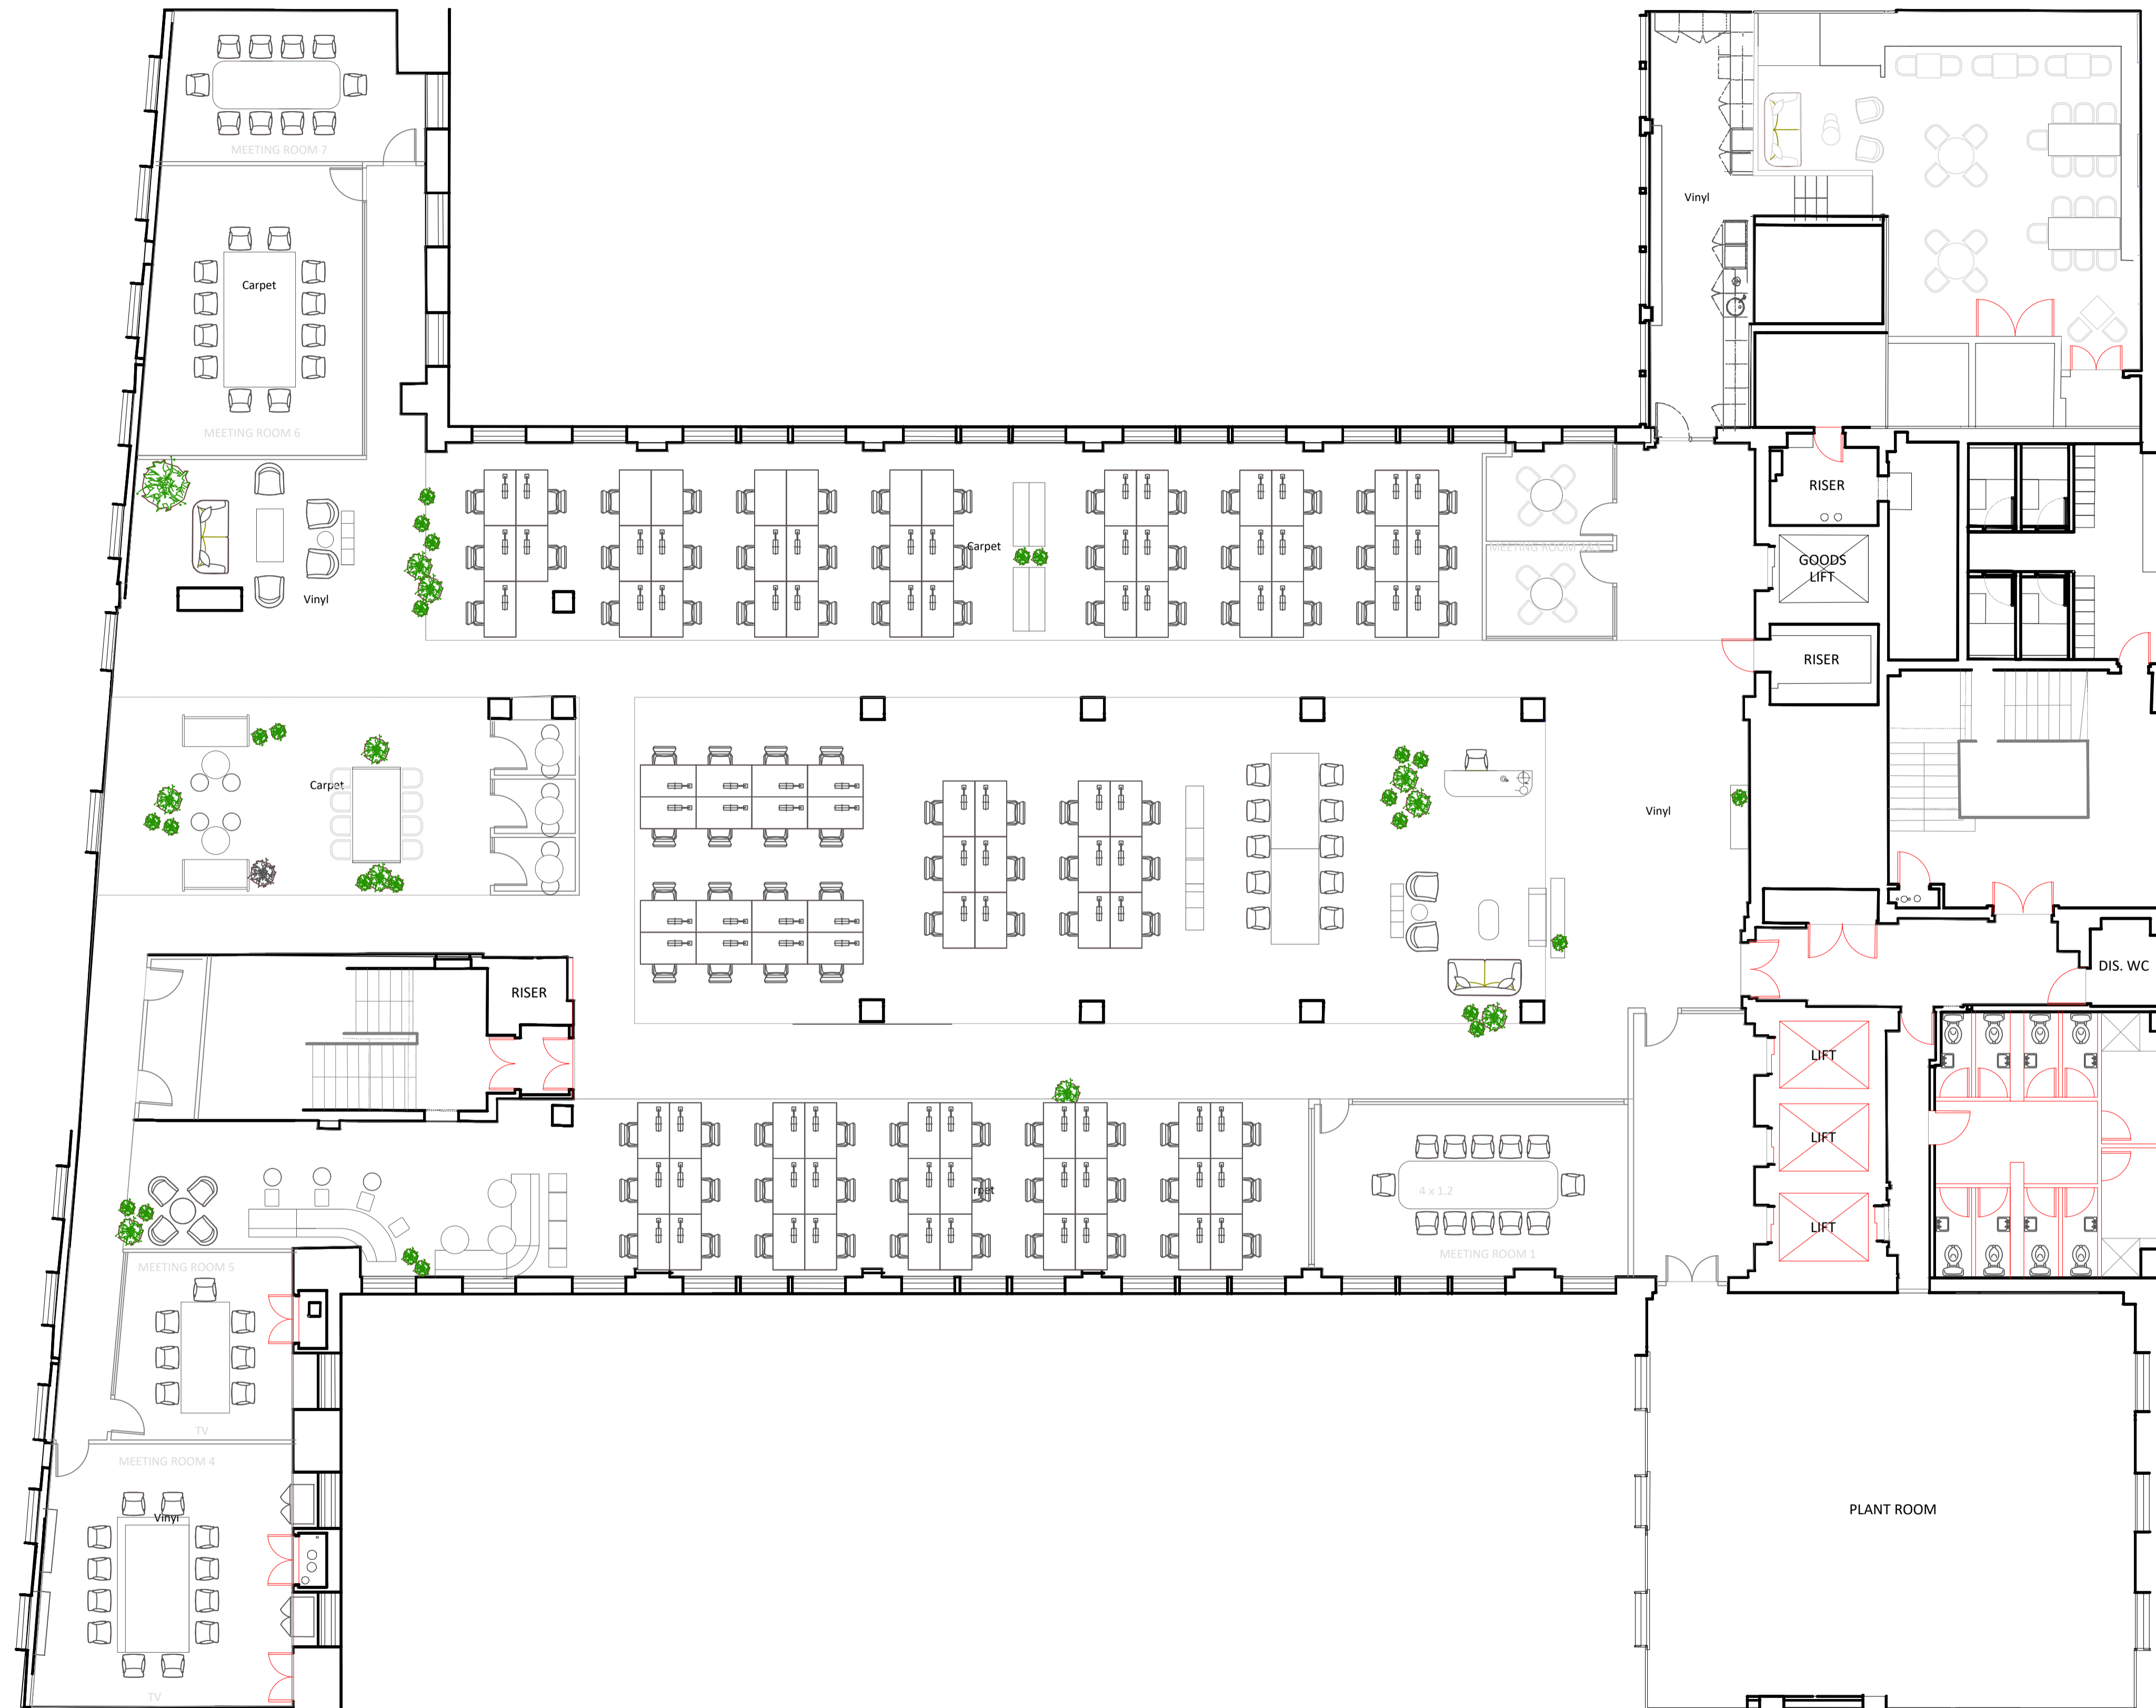 MEETING ROOM 7
Vinyl
Carpet
MEETING ROOM 6
RISER
Carpet
MEETING ROOM
GOODS
LIFT
Vinyl
RISER
Carpet
Vinyl
RISER
DIS. WC
LIFT
LIFT
4 x 1.2
LIFT
MEETING ROOM 1
MEETING ROOM 5
TV
MEETING ROOM 4
PLANT ROOM
Vinyl
TV